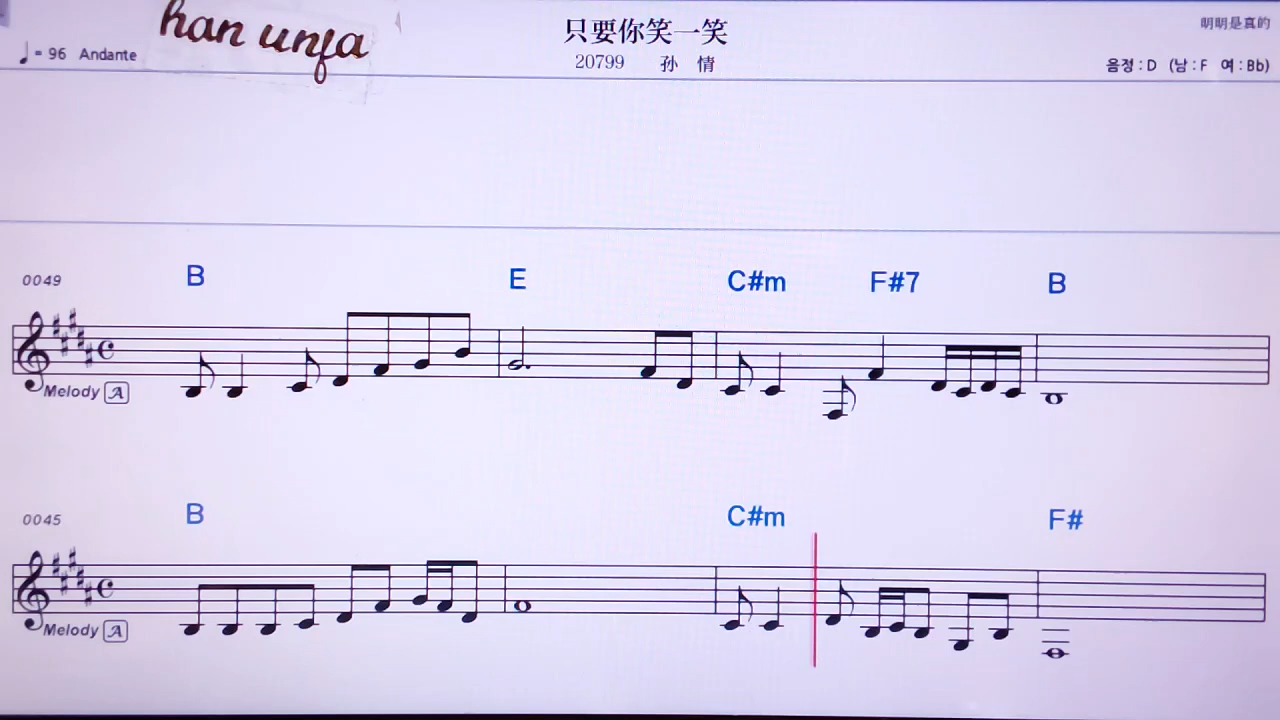 han unfa
只要你笑一笑
明明是真的
♩= 96 Andante
20799 孙 情
음정 : D (남 : F 여 : Bb)
0049
B E C#m F#7 B
Melody A
0045
B C#m F#
Melody A